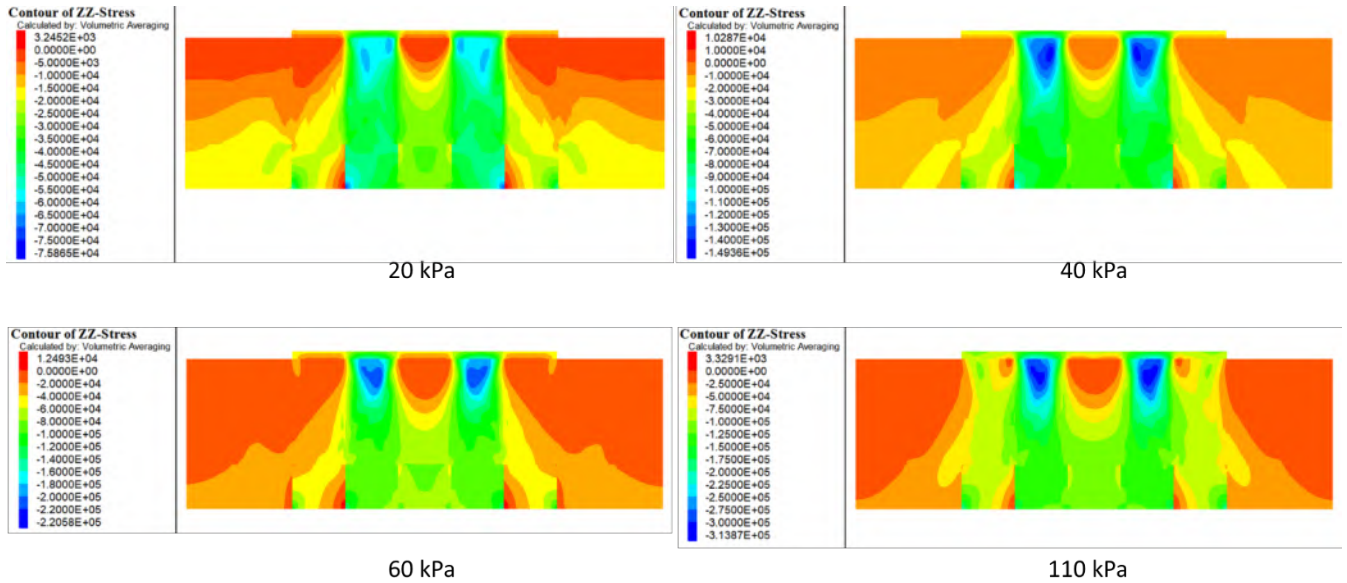 Contour of ZZ-Stress
Calculated by: Volumetric Averaging
3.2452E+03
0.0000E+00
-5.0000E+03
-1.0000E+04
-1.5000E+04
-2.0000E+04
-2.5000E+04
-3.0000E+04
-3.5000E+04
-4.0000E+04
-4.5000E+04
-5.0000E+04
-5.5000E+04
-6.0000E+04
-6.5000E+04
-7.0000E+04
-7.5000E+04
-7.5865E+04
20 kPa
Contour of ZZ-Stress
Calculated by: Volumetric Averaging
1.0287E+04
1.0000E+04
0.0000E+00
-1.0000E+04
-2.0000E+04
-3.0000E+04
-5.0000E+04
-6.0000E+04
-7.0000E+04
-8.0000E+04
-9.0000E+04
-1.0000E+05
-1.1000E+05
-1.2000E+05
-1.3000E+05
-1.4000E+05
-1.4936E+05
40 kPa
Contour of ZZ-Stress
Calculated by: Volumetric Averaging
1.2493E+04
0.0000E+00
-2.0000E+04
-4.0000E+04
-6.0000E+04
-8.0000E+04
-1.0000E+05
-1.2000E+05
-1.4000E+05
-1.6000E+05
-1.8000E+05
-2.0000E+05
-2.2000E+05
-2.2058E+05
60 kPa
Contour of ZZ-Stress
Calculated by: Volumetric Averaging
3.3291E+03
0.0000E+00
-2.5000E+04
-5.0000E+04
-7.5000E+04
-1.0000E+05
-1.2500E+05
-1.5000E+05
-1.7500E+05
-2.0000E+05
-2.2500E+05
-2.5000E+05
-2.7500E+05
-3.0000E+05
-3.1387E+05
110 kPa